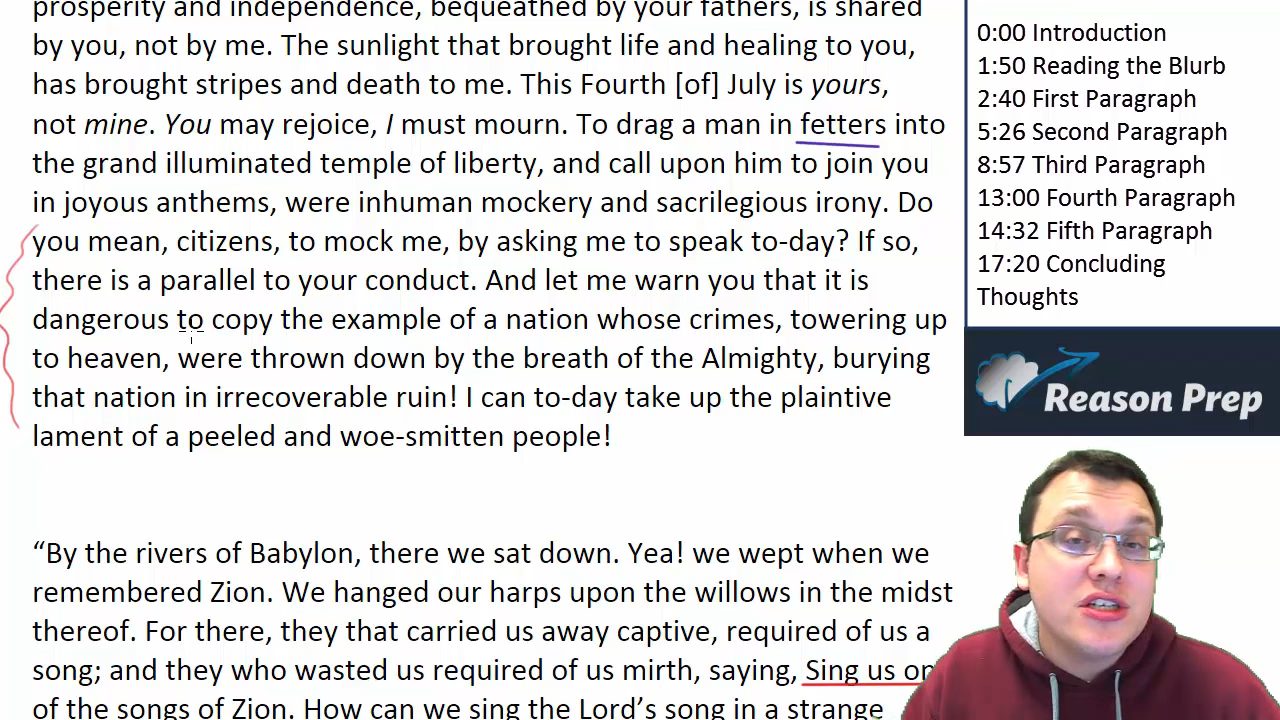 prosperity and independence, bequeathed by your fathers, is shared
by you, not by me. The sunlight that brought life and healing to you,
has brought stripes and death to me. This Fourth [of] July is yours,
not mine. You may rejoice, I must mourn. To drag a man in fetters into
the grand illuminated temple of liberty, and call upon him to join you
in joyous anthems, were inhuman mockery and sacrilegious irony. Do
you mean, citizens, to mock me, by asking me to speak to-day? If so,
there is a parallel to your conduct. And let me warn you that it is
dangerous to copy the example of a nation whose crimes, towering up
to heaven, were thrown down by the breath of the Almighty, burying
that nation in irrecoverable ruin! I can to-day take up the plaintive
lament of a peeled and woe-smitten people!
“By the rivers of Babylon, there we sat down. Yea! we wept when we
remembered Zion. We hanged our harps upon the willows in the midst
thereof. For there, they that carried us away captive, required of us a
song; and they who wasted us required of us mirth, saying, Sing us
of the songs of Zion. How can we sing the Lord’s song in a strange
0:00 Introduction
1:50 Reading the Blurb
2:40 First Paragraph
5:26 Second Paragraph
8:57 Third Paragraph
13:00 Fourth Paragraph
14:32 Fifth Paragraph
17:20 Concluding
Thoughts
Reason Prep